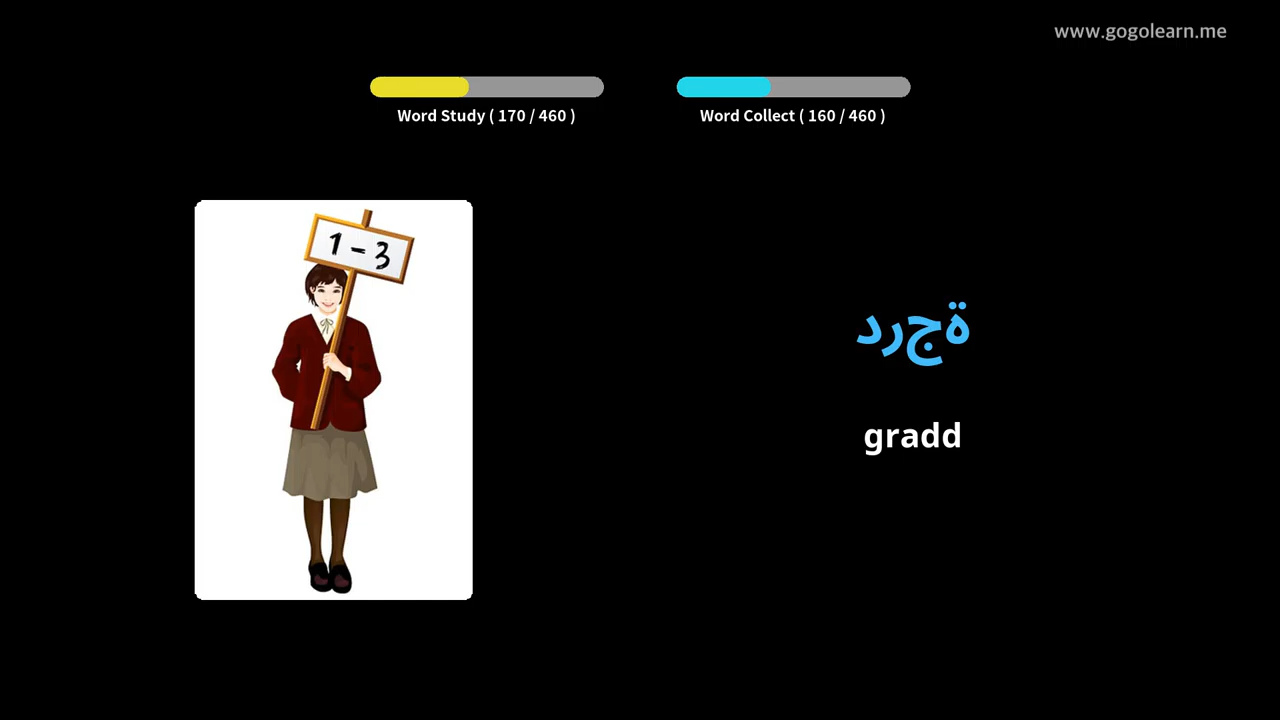 www.gogolearn.me
Word Study ( 170 / 460 )
Word Collect ( 160 / 460 )
1 - 3
ةجرد
gradd